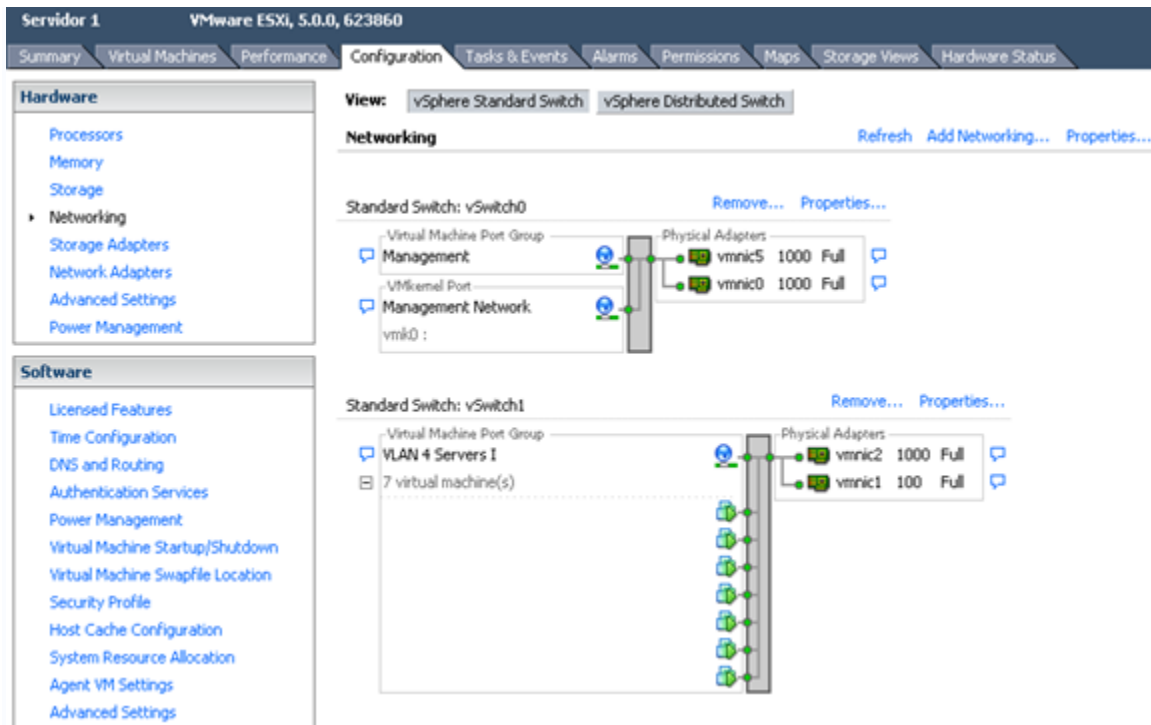 Servidor 1 VMware ESXi, 5.0.0, 623860
Summary Virtual Machines Performance Configuration Tasks & Events Alarms Permissions Maps Storage Views Hardware Status
Hardware
Processors
Memory
Storage
Networking
Storage Adapters
Network Adapters
Advanced Settings
Power Management
Software
Licensed Features
Time Configuration
DNS and Routing
Authentication Services
Power Management
Virtual Machine Startup/Shutdown
Virtual Machine Swapfile Location
Security Profile
Host Cache Configuration
System Resource Allocation
Agent VM Settings
Advanced Settings
View: vSphere Standard Switch vSphere Distributed Switch
Networking Refresh Add Networking... Properties...
Standard Switch: vSwitch0 Remove... Properties...
Virtual Machine Port Group Physical Adapters
Management vmnic5 1000 Full
VMkernel Port vmnic0 1000 Full
Management Network
vmk0 :
Standard Switch: vSwitch1 Remove... Properties...
Virtual Machine Port Group Physical Adapters
VLAN 4 Servers I vmnic2 1000 Full
7 virtual machine(s) vmnic1 100 Full